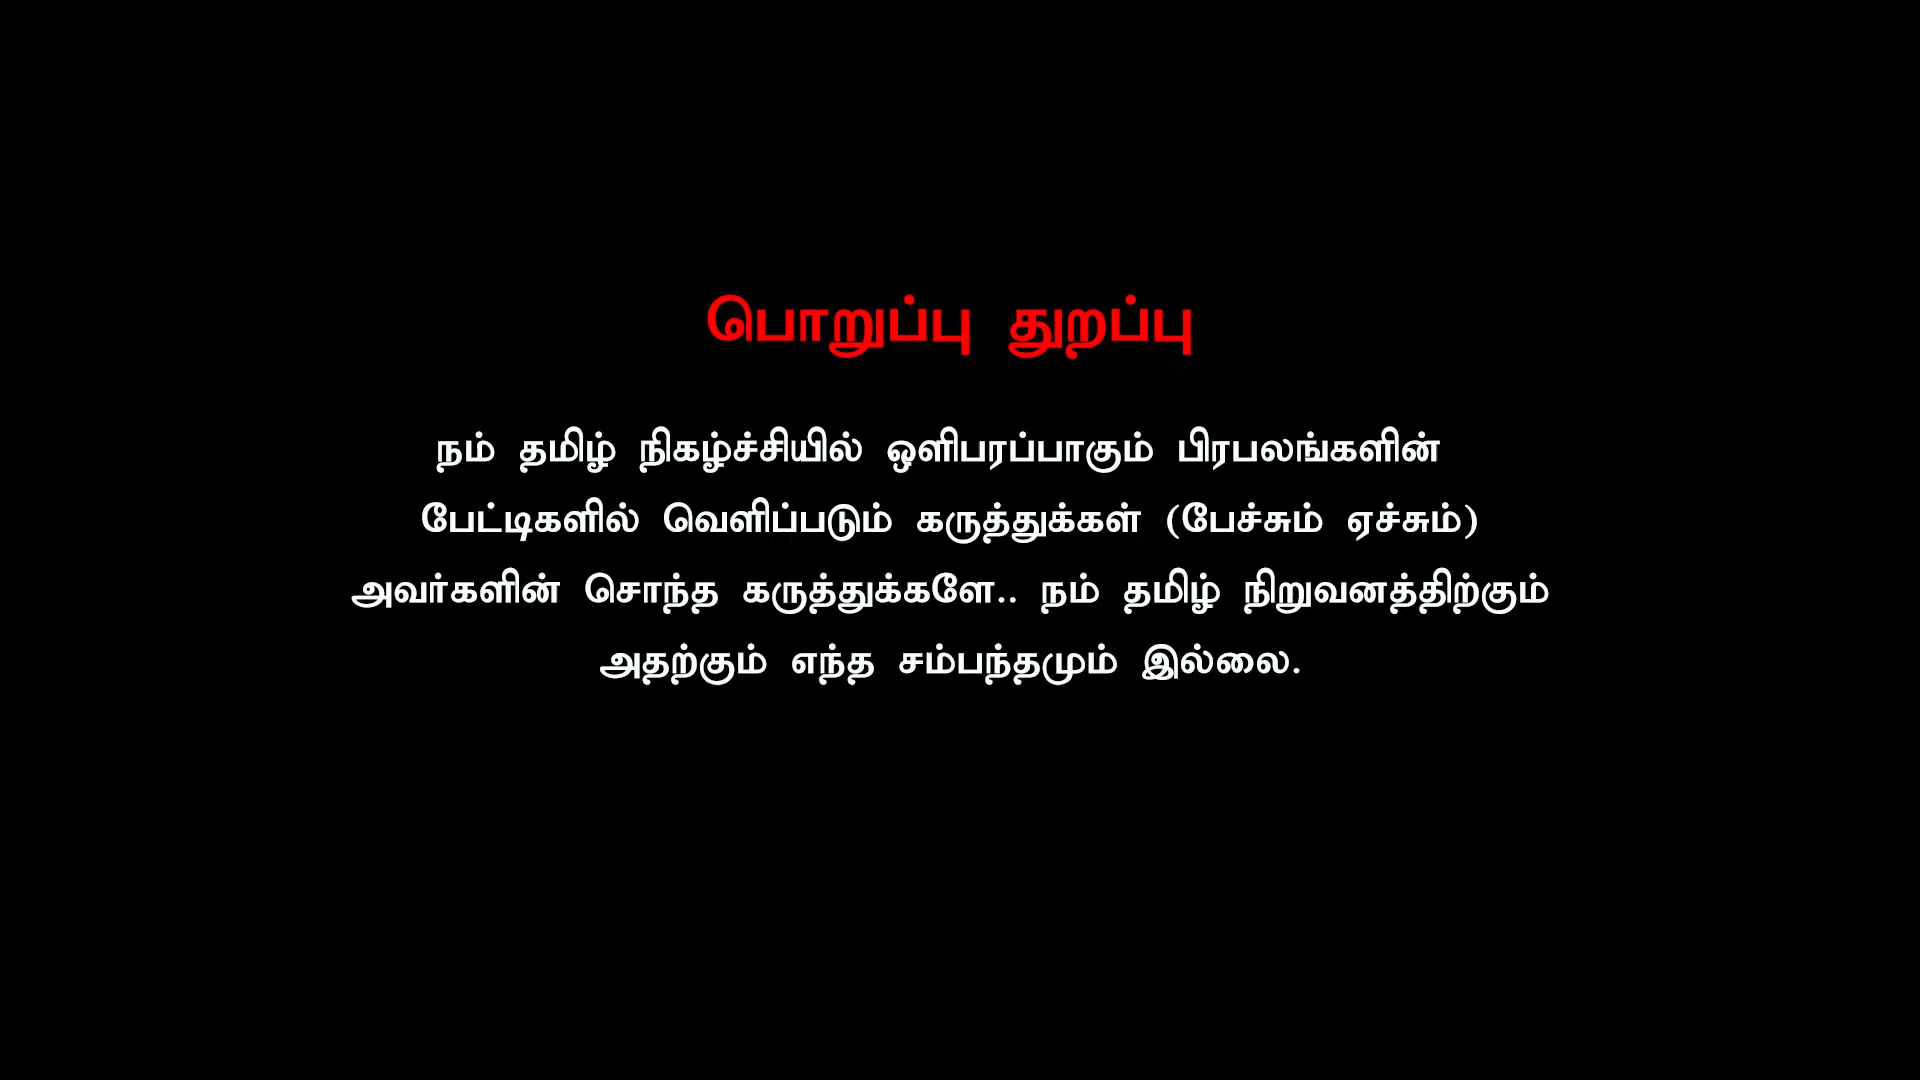 பொறுப்பு துறப்பு
நம் தமிழ் நிகழ்ச்சியில் ஒளிபரப்பாகும் பிரபலங்களின்
பேட்டிகளில் வெளிப்படும் கருத்துக்கள் (பேச்சும் ஏச்சும்)
அவர்களின் சொந்த கருத்துக்களே.. நம் தமிழ் நிறுவனத்திற்கும்
அதற்கும் எந்த சம்பந்தமும் இல்லை.